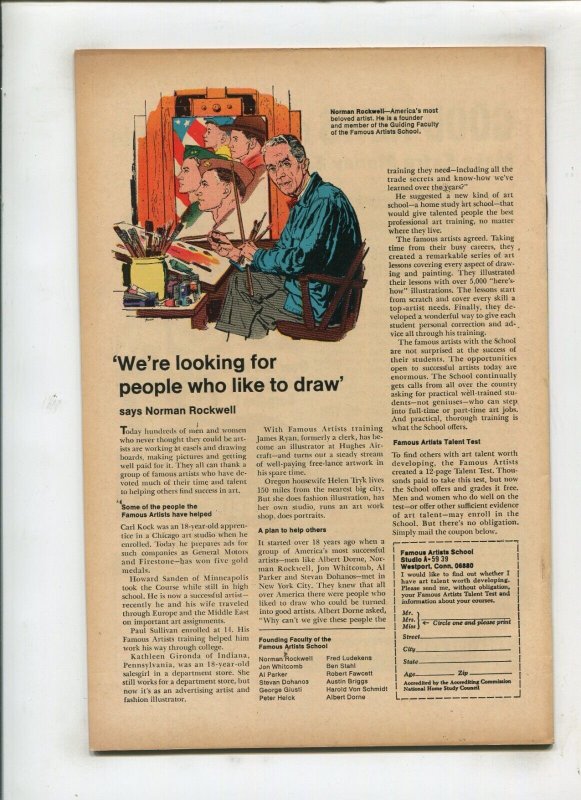 Norman Rockwell—America's most
beloved artist. He is a founder
and member of the Guiding Faculty
of the Famous Artists School.
'We're looking for
people who like to draw'
says Norman Rockwell
Today hundreds of men and women
who never thought they could be art-
ists are working at easels and drawing
boards, making pictures and getting
well paid for it. They all can thank a
group of famous artists who have de-
voted much of their time and talent
to helping others find success in art.
Some of the people the
Famous Artists have helped
Carl Kock was an 18-year-old appren-
tice in a Chicago art studio when he
enrolled. Today he prepares ads for
such companies as General Motors
and Firestone—has won five gold
medals.
Howard Sanden of Minneapolis
took the Course while still in high
school. He is now a successful artist—
recently he and his wife traveled
through Europe and the Middle East
on important art assignments.
Paul Sullivan enrolled at 14. His
Famous Artists training helped him
work his way through college.
Kathleen Gironda of Indiana,
Pennsylvania, was an 18-year-old
salesgirl in a department store. She
still works for a department store, but
now it's as an advertising artist and
fashion illustrator.
With Famous Artists training
James Ryan, formerly a clerk, has be-
come an illustrator at Hughes Air-
craft—and turns out a steady stream
of well-paying free-lance artwork in
his spare time.
Oregon housewife Helen Tryk lives
150 miles from the nearest big city.
But she does fashion illustration, has
her own studio, runs an art work
shop, does portraits.
A plan to help others
It started over 18 years ago when a
group of America's most successful
artists—men like Albert Dorne, Nor-
man Rockwell, Jon Whitcomb, Al
Parker and Stevan Dohanos—met in
New York City. They knew that all
over America there were people who
liked to draw who could be turned
into good artists. Albert Dorne asked,
"Why can't we give these people the
Founding Faculty of the
Famous Artists School
Norman Rockwell
Jon Whitcomb
Al Parker
Stevan Dohanos
George Giusti
Peter Helck
Fred Ludekens
Ben Stahl
Robert Fawcett
Austin Briggs
Harold Von Schmidt
Albert Dorne
training they need—including all the
trade secrets and know-how we've
learned over the years?"
He suggested a new kind of art
school—a home study art school—that
would give talented people the best
professional art training, no matter
where they live.
The famous artists agreed. Taking
time from their busy careers, they
created a remarkable series of art
lessons covering every aspect of draw-
ing and painting. They illustrated
their lessons with over 5,000 "here's-
how" illustrations. The lessons start
from scratch and cover every skill a
top-artist needs. Finally, they de-
veloped a wonderful way to give each
student personal correction and ad-
vice all through his training.
The famous artists with the School
are not surprised at the success of
their students. The opportunities
open to successful artists today are
enormous. The School continually
gets calls from all over the country
asking for practical well-trained stu-
dents—not geniuses—who can step
into full-time or part-time art jobs.
And practical, thorough training is
what the School offers.
Famous Artists Talent Test
To find others with art talent worth
developing, the Famous Artists
created a 12-page Talent Test. Thou-
sands paid to take this test, but now
the School offers and grades it free.
Men and women who do well on the
test—or offer other sufficient evidence
of art talent—may enroll in the
School. But there's no obligation.
Simply mail the coupon below.
Famous Artists School
Studio A-59 39
Westport, Conn. 06880
I would like to find out whether I
have art talent worth developing.
Please send me, without obligation,
your Famous Artists Talent Test and
information about your courses.
Mr.
Mrs.
Miss
← Circle one and please print
Street
City
State
Age Zip
Accredited by the Accrediting Commission
National Home Study Council